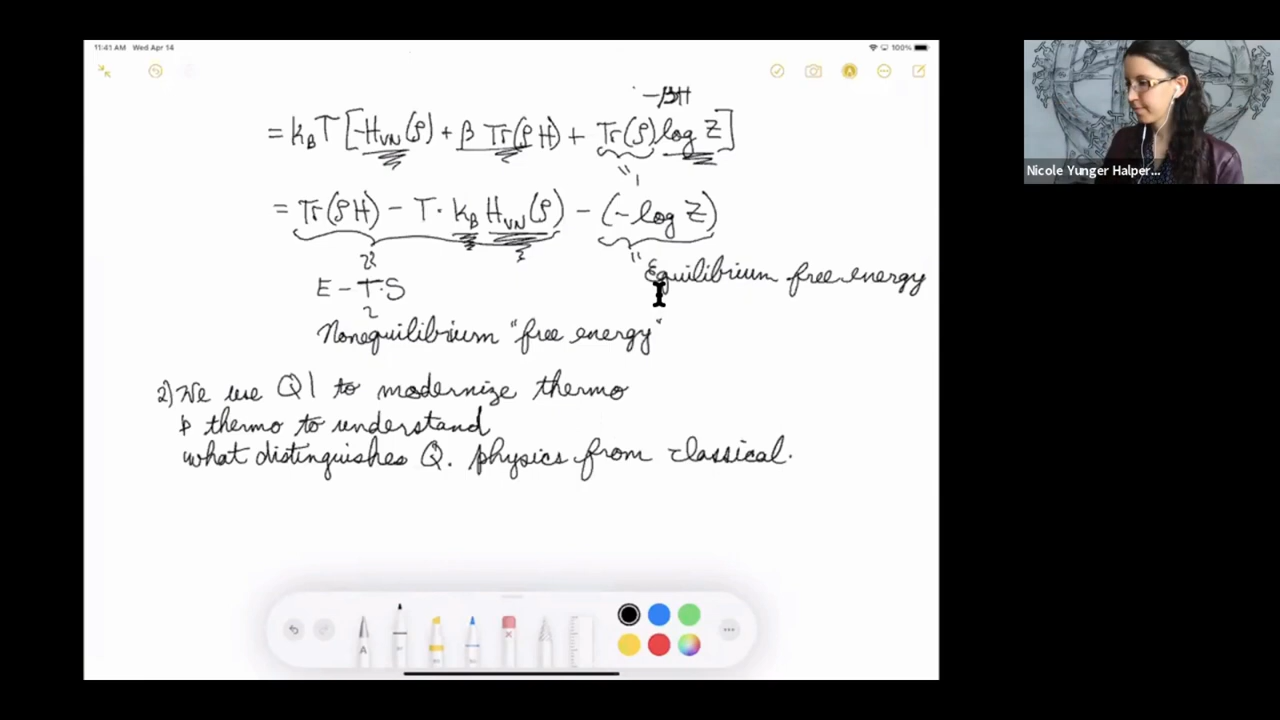 11:41 AM Wed Apr 14
100%
-βH
= k_B T [-H_VN(ρ) + β Tr(ρH) + Tr(ρ) log Z]
"1
= Tr(ρH) - T · k_B H_VN(ρ) - (-log Z)
"
Equilibrium free energy
E - T·S
Nonequilibrium "free energy"
2) We use QI to modernize thermo
& thermo to understand
what distinguishes Q. physics from classical.
Nicole Yunger Halper...
A